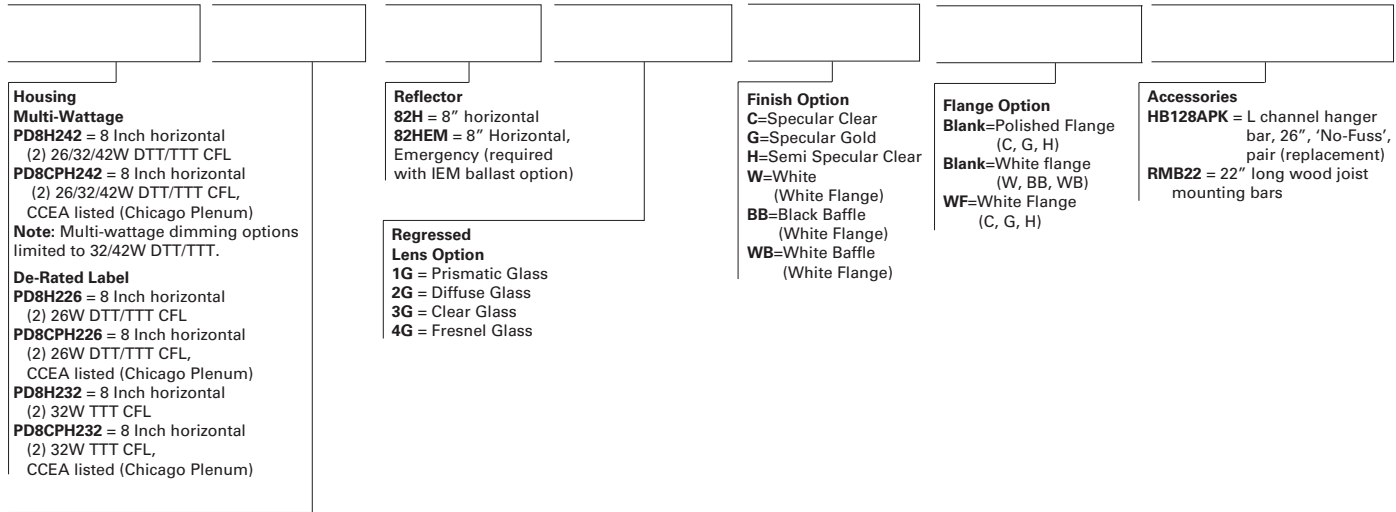 Housing
Multi-Wattage
PD8H242 = 8 Inch horizontal
(2) 26/32/42W DTT/TTT CFL
PD8CPH242 = 8 Inch horizontal
(2) 26/32/42W DTT/TTT CFL,
CCEA listed (Chicago Plenum)
Note: Multi-wattage dimming options
limited to 32/42W DTT/TTT.
De-Rated Label
PD8H226 = 8 Inch horizontal
(2) 26W DTT/TTT CFL
PD8CPH226 = 8 Inch horizontal
(2) 26W DTT/TTT CFL,
CCEA listed (Chicago Plenum)
PD8H232 = 8 Inch horizontal
(2) 32W TTT CFL
PD8CPH232 = 8 Inch horizontal
(2) 32W TTT CFL,
CCEA listed (Chicago Plenum)
Reflector
82H = 8” horizontal
82HEM = 8” Horizontal,
Emergency (required
with IEM ballast option)
Regressed
Lens Option
1G = Prismatic Glass
2G = Diffuse Glass
3G = Clear Glass
4G = Fresnel Glass
Finish Option
C=Specular Clear
G=Specular Gold
H=Semi Specular Clear
W=White
(White Flange)
BB=Black Baffle
(White Flange)
WB=White Baffle
(White Flange)
Flange Option
Blank=Polished Flange
(C, G, H)
Blank=White flange
(W, BB, WB)
WF=White Flange
(C, G, H)
Accessories
HB128APK = L channel hanger
bar, 26”, ‘No-Fuss’,
pair (replacement)
RMB22 = 22” long wood joist
mounting bars